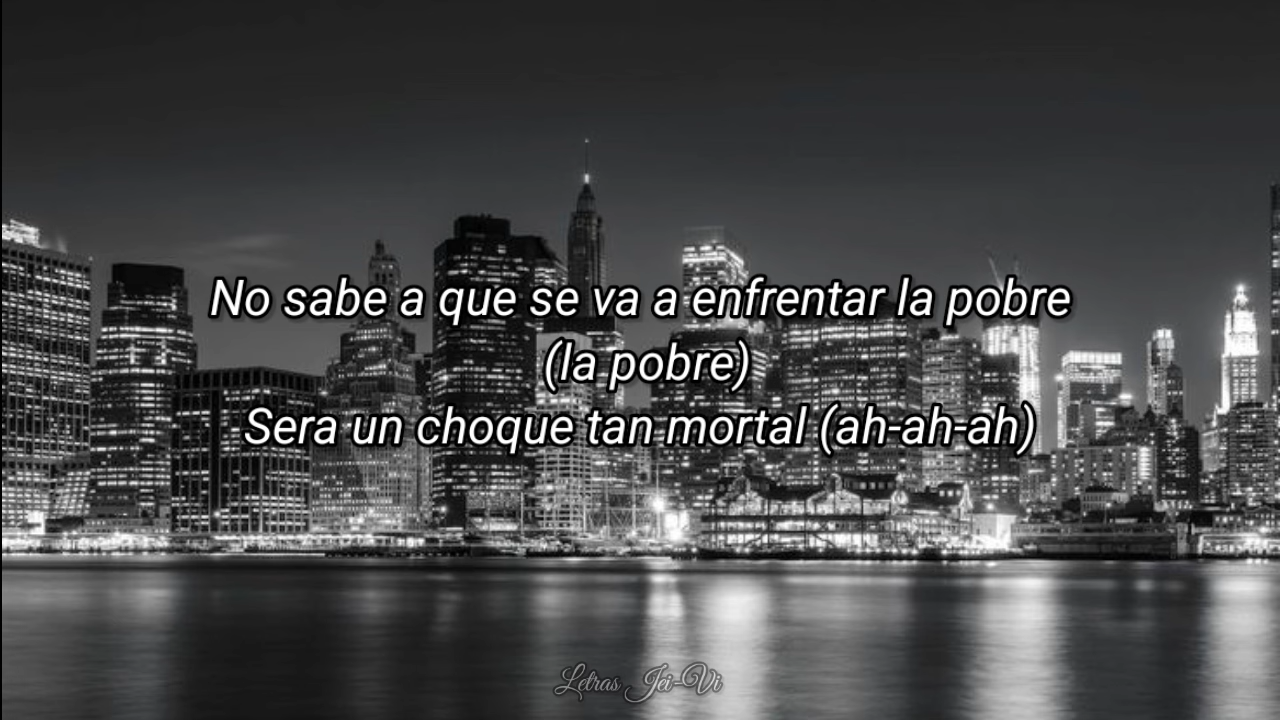 No sabe a que se va a enfrentar la pobre
(la pobre)
Sera un choque tan mortal (ah-ah-ah)
Letras Jei-Vi